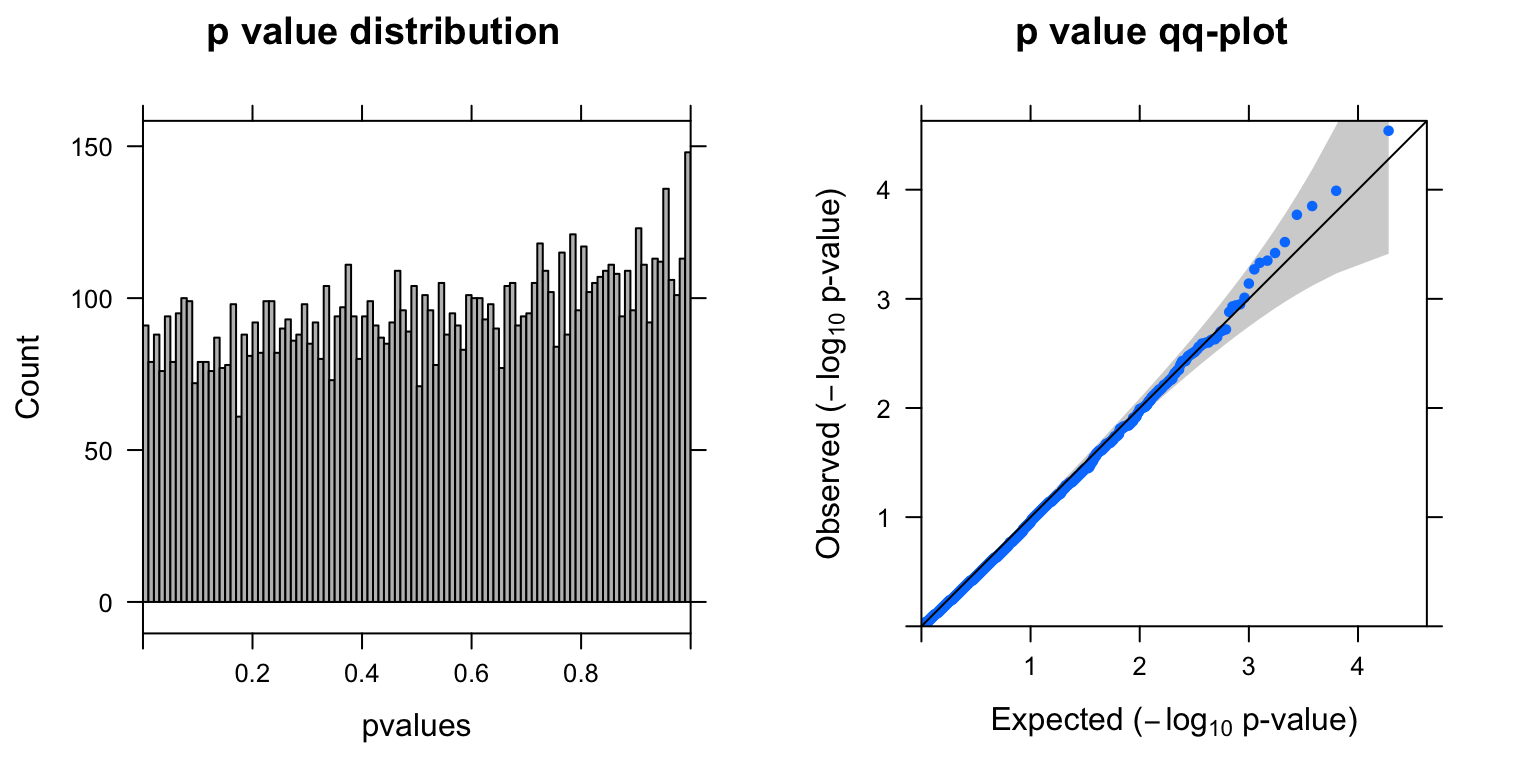 p value distribution
Count
150
100
50
0
0.2 0.4 0.6 0.8
pvalues
p value qq-plot
Observed (−log10 p-value)
4
3
2
1
1 2 3 4
Expected (−log10 p-value)